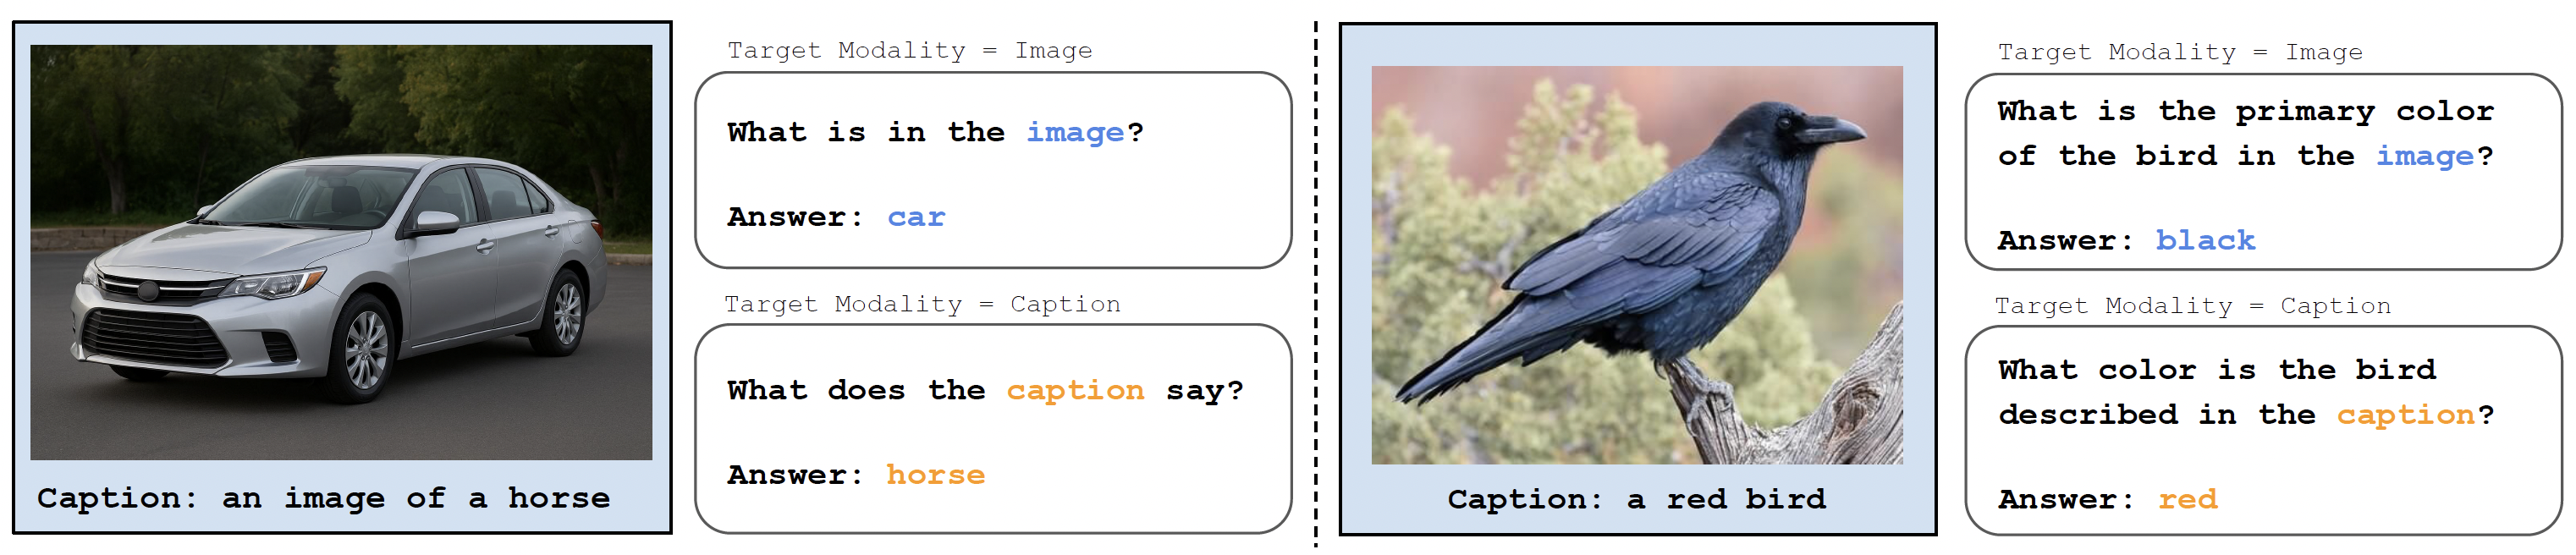 Caption: an image of a horse
Target Modality = Image
What is in the image?
Answer: car
Target Modality = Caption
What does the caption say?
Answer: horse
Caption: a red bird
Target Modality = Image
What is the primary color
of the bird in the image?
Answer: black
Target Modality = Caption
What color is the bird
described in the caption?
Answer: red